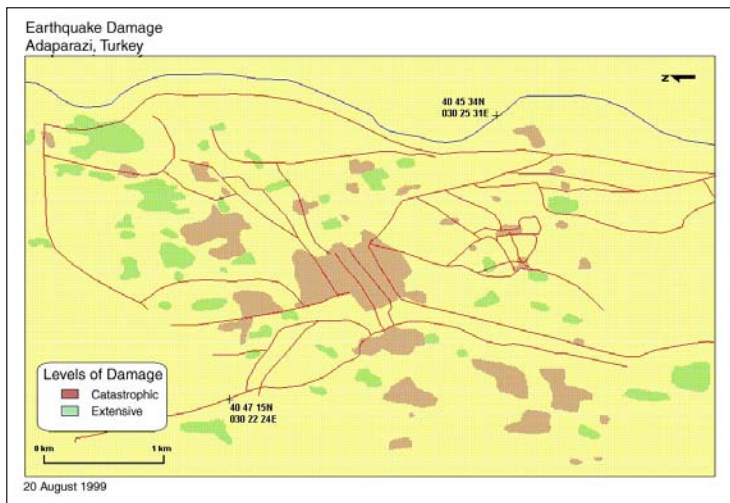 Earthquake Damage
Adaparazi, Turkey
z
40 45 34N
030 25 31E
Levels of Damage
Catastrophic
Extensive
40 47 15N
030 22 24E
0 km
1 km
20 August 1999